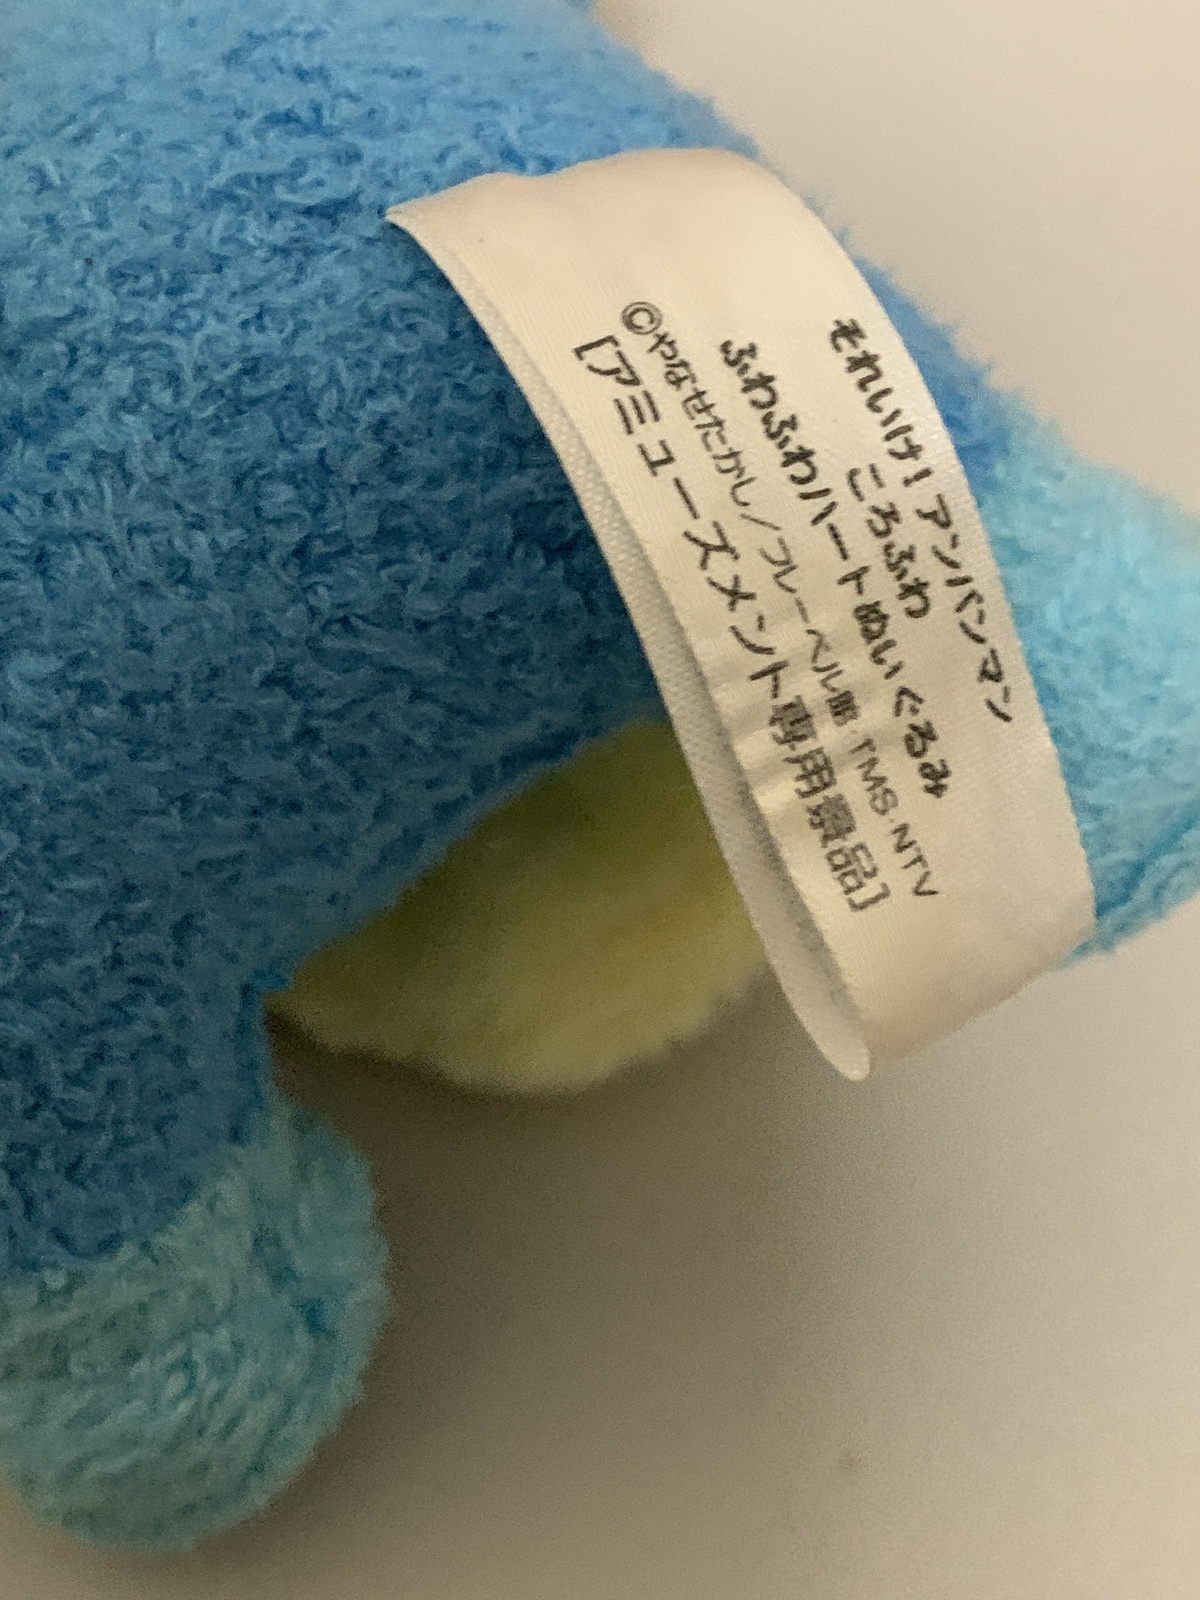 それいけ！アンパンマン
ころふわ
ふわふわハートぬいぐるみ
©やなせたかし/フレーベル館・TMS・NTV
[アミューズメント専用景品]